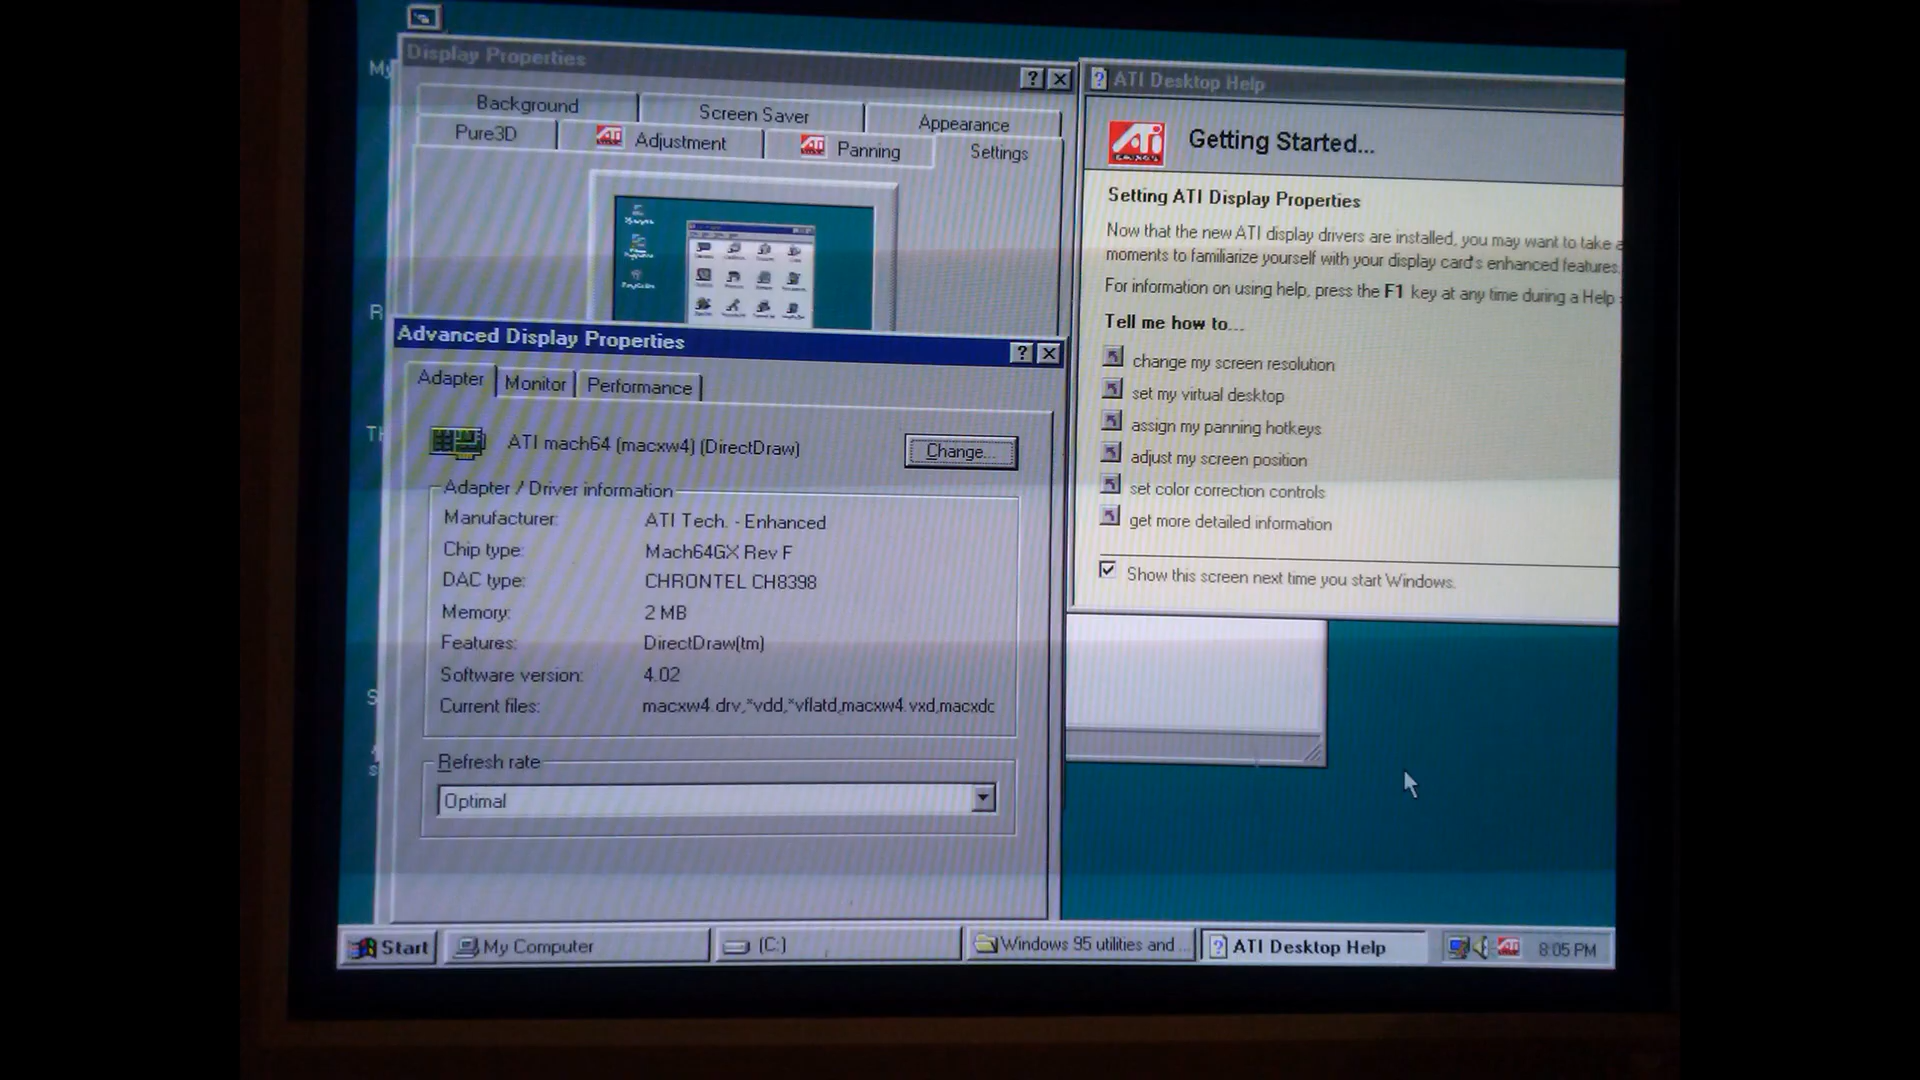 My
Display Properties
Background
Screen Saver
Appearance
Pure3D
ATI Adjustment
ATI Panning
Settings
Advanced Display Properties
Adapter
Monitor
Performance
ATI mach64 (macxw4) (DirectDraw)
Change...
Adapter / Driver information
Manufacturer: ATI Tech. - Enhanced
Chip type: Mach64GX Rev F
DAC type: CHRONTEL CH8398
Memory: 2 MB
Features: DirectDraw(tm)
Software version: 4.02
Current files: macxw4.drv,*vdd,*vflatd,macxw4.vxd,macxdc
Refresh rate
Optimal
ATI Desktop Help
ATI
Getting Started...
Setting ATI Display Properties
Now that the new ATI display drivers are installed, you may want to take a
moments to familiarize yourself with your display card's enhanced features.
For information on using help, press the F1 key at any time during a Help
Tell me how to...
change my screen resolution
set my virtual desktop
assign my panning hotkeys
adjust my screen position
set color correction controls
get more detailed information
Show this screen next time you start Windows.
Start
My Computer
(C:)
Windows 95 utilities and ...
ATI Desktop Help
ATI
8:05 PM